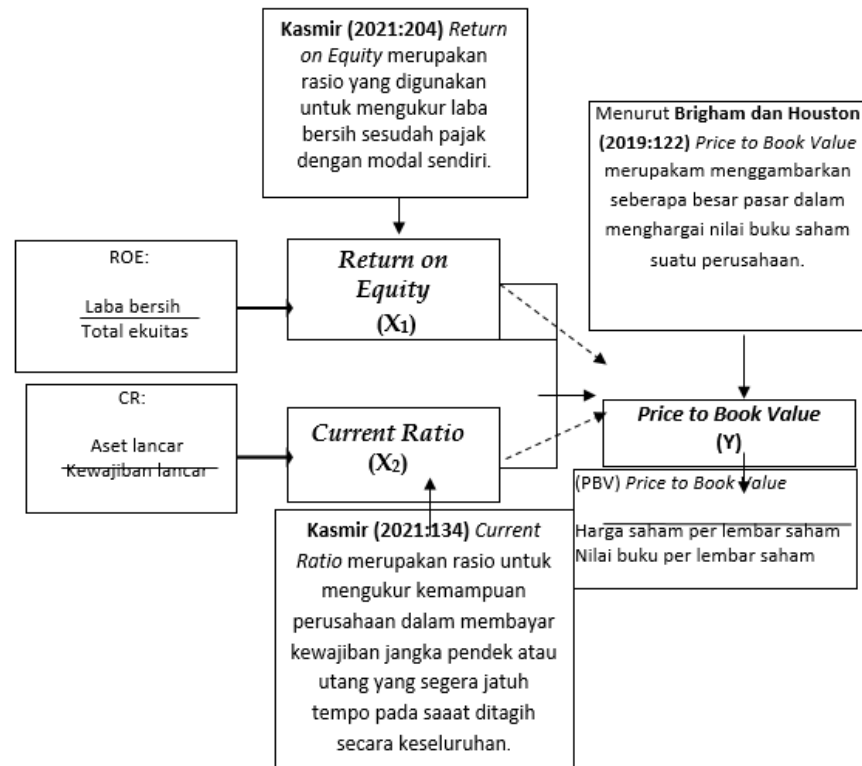 Kasmir (2021:204) Return
on Equity merupakan
rasio yang digunakan
untuk mengukur laba
bersih sesudah pajak
dengan modal sendiri.
Menurut Brigham dan Houston
(2019:122) Price to Book Value
merupakam menggambarkan
seberapa besar pasar dalam
menghargai nilai buku saham
suatu perusahaan.
ROE:
Laba bersih
Total ekuitas
Return on
Equity
(X₁)
CR:
Aset lancar
Kewajiban lancar
Current Ratio
(X₂)
Price to Book Value
(Y)
(PBV) Price to Book Value
Harga saham per lembar saham
Nilai buku per lembar saham
Kasmir (2021:134) Current
Ratio merupakan rasio untuk
mengukur kemampuan
perusahaan dalam membayar
kewajiban jangka pendek atau
utang yang segera jatuh
tempo pada saaat ditagih
secara keseluruhan.